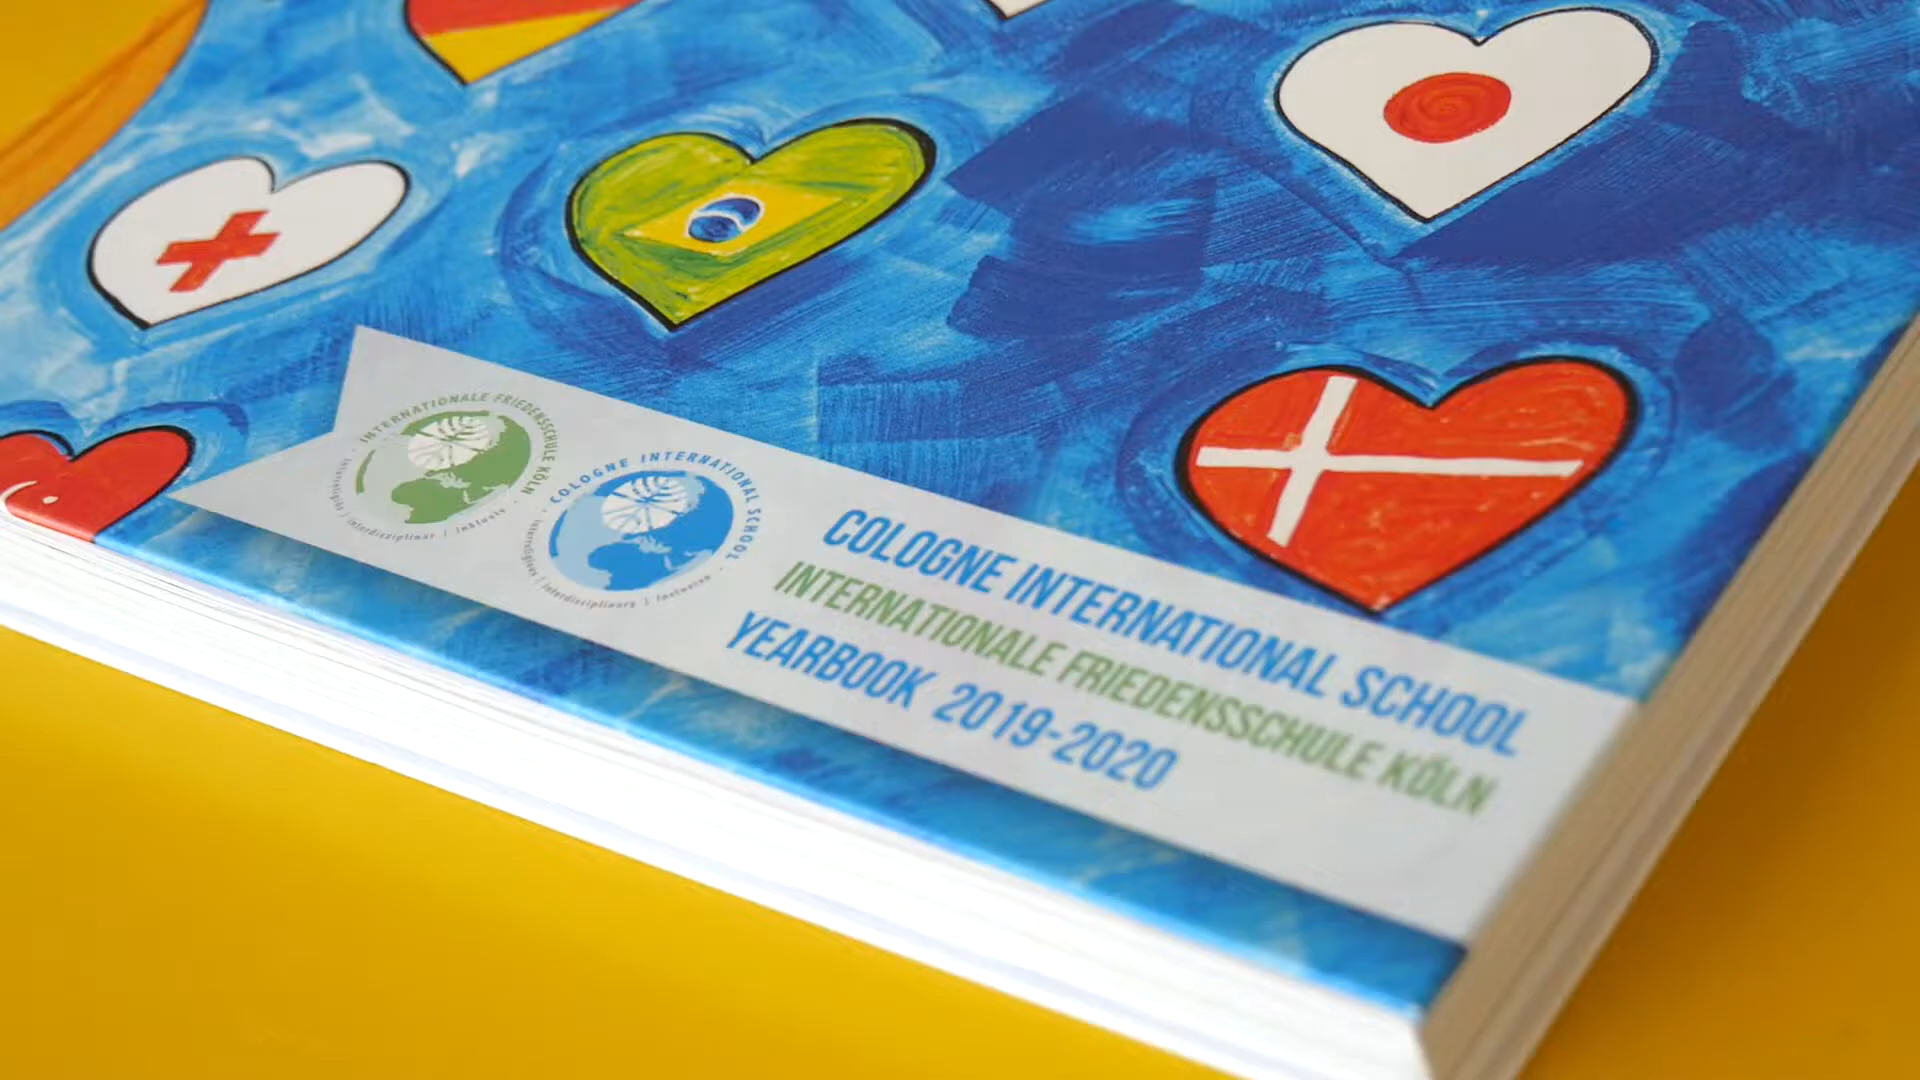 INTERNATIONALE FRIEDENSSCHULE KÖLN
interreligiös | interdisziplinär | inklusiv
COLOGNE INTERNATIONAL SCHOOL
interreligious | interdisciplinary | inclusive
COLOGNE INTERNATIONAL SCHOOL
INTERNATIONALE FRIEDENSSCHULE KÖLN
YEARBOOK 2019-2020